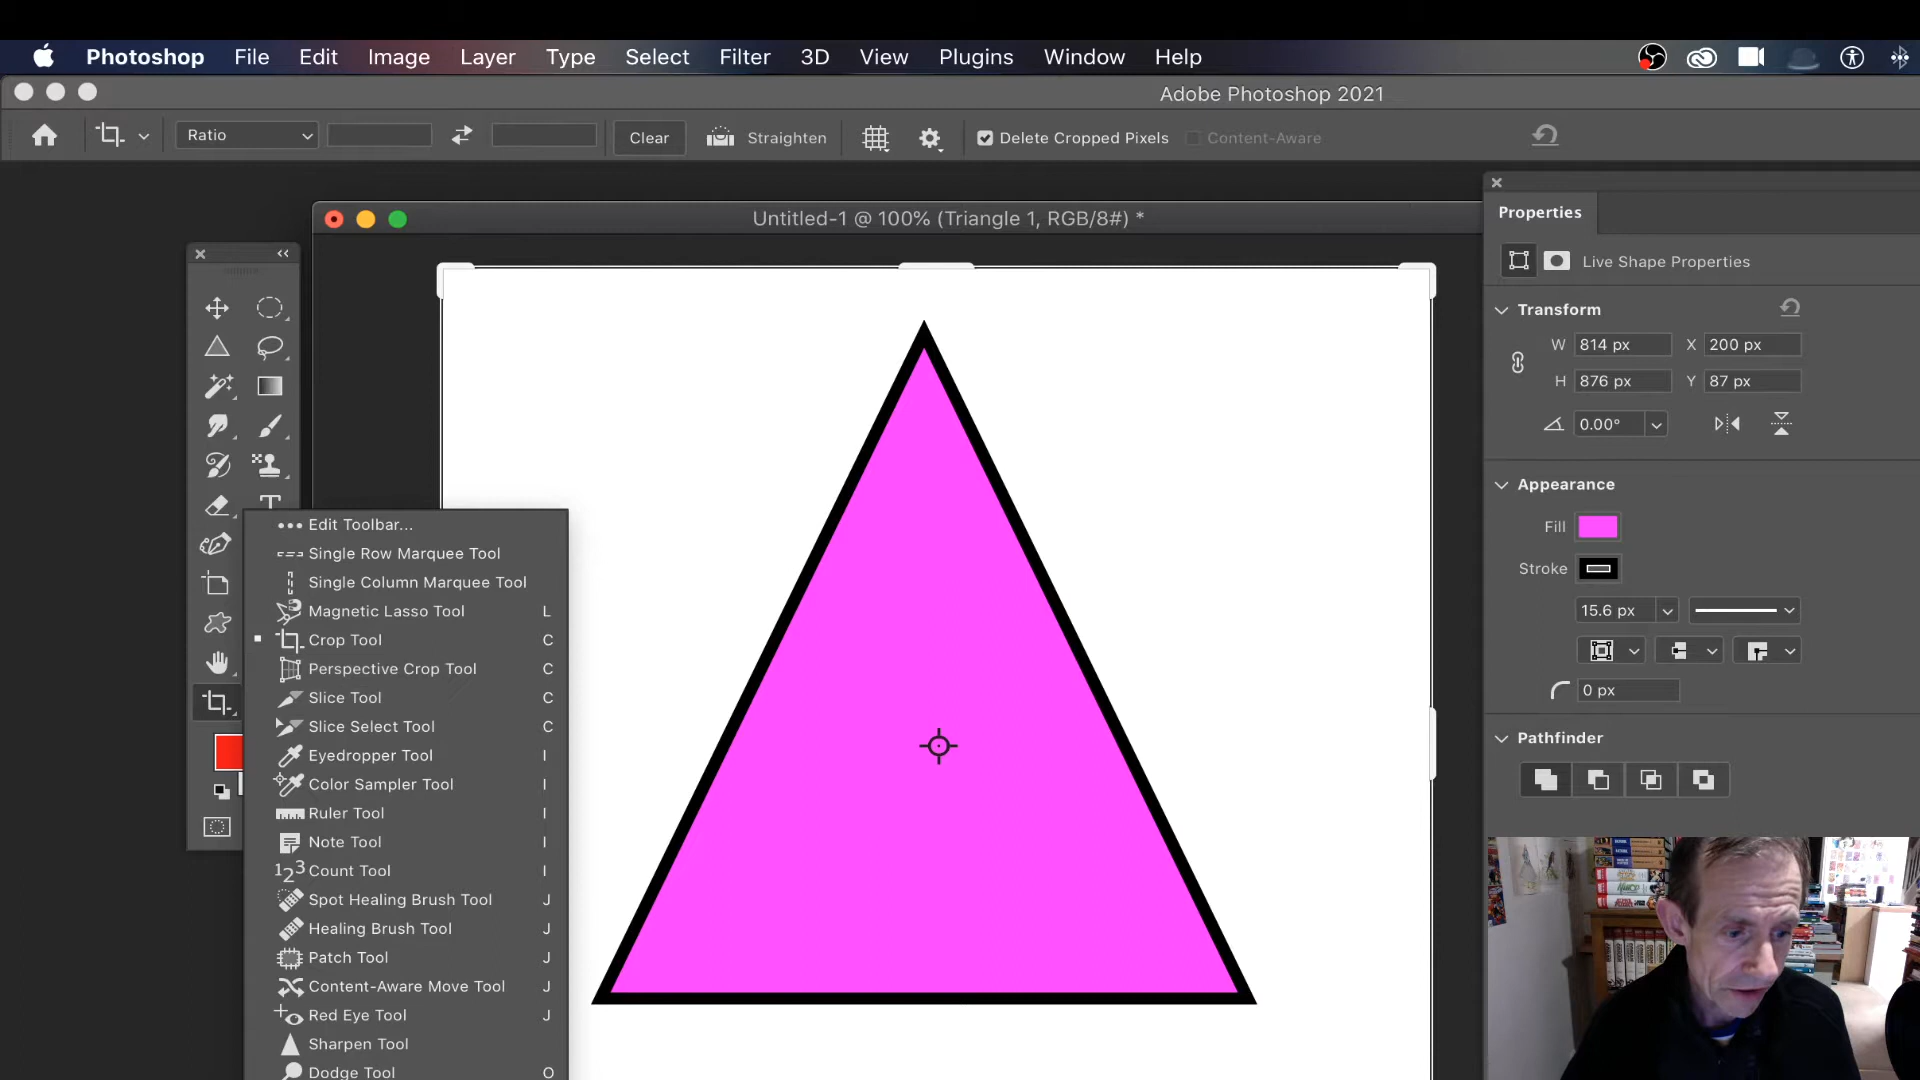 Photoshop File Edit Image Layer Type Select Filter 3D View Plugins Window Help
Adobe Photoshop 2021
Ratio Clear Straighten Delete Cropped Pixels Content-Aware
Untitled-1 @ 100% (Triangle 1, RGB/8#) *
Properties
Live Shape Properties
Transform
W 814 px X 200 px
H 876 px Y 87 px
0.00°
Appearance
Fill
Stroke
15.6 px
0 px
Pathfinder
T
Edit Toolbar...
Single Row Marquee Tool
Single Column Marquee Tool
Magnetic Lasso Tool L
Crop Tool C
Perspective Crop Tool C
Slice Tool C
Slice Select Tool C
Eyedropper Tool I
Color Sampler Tool I
Ruler Tool I
Note Tool I
123 Count Tool I
Spot Healing Brush Tool J
Healing Brush Tool J
Patch Tool J
Content-Aware Move Tool J
Red Eye Tool J
Sharpen Tool
Dodge Tool O